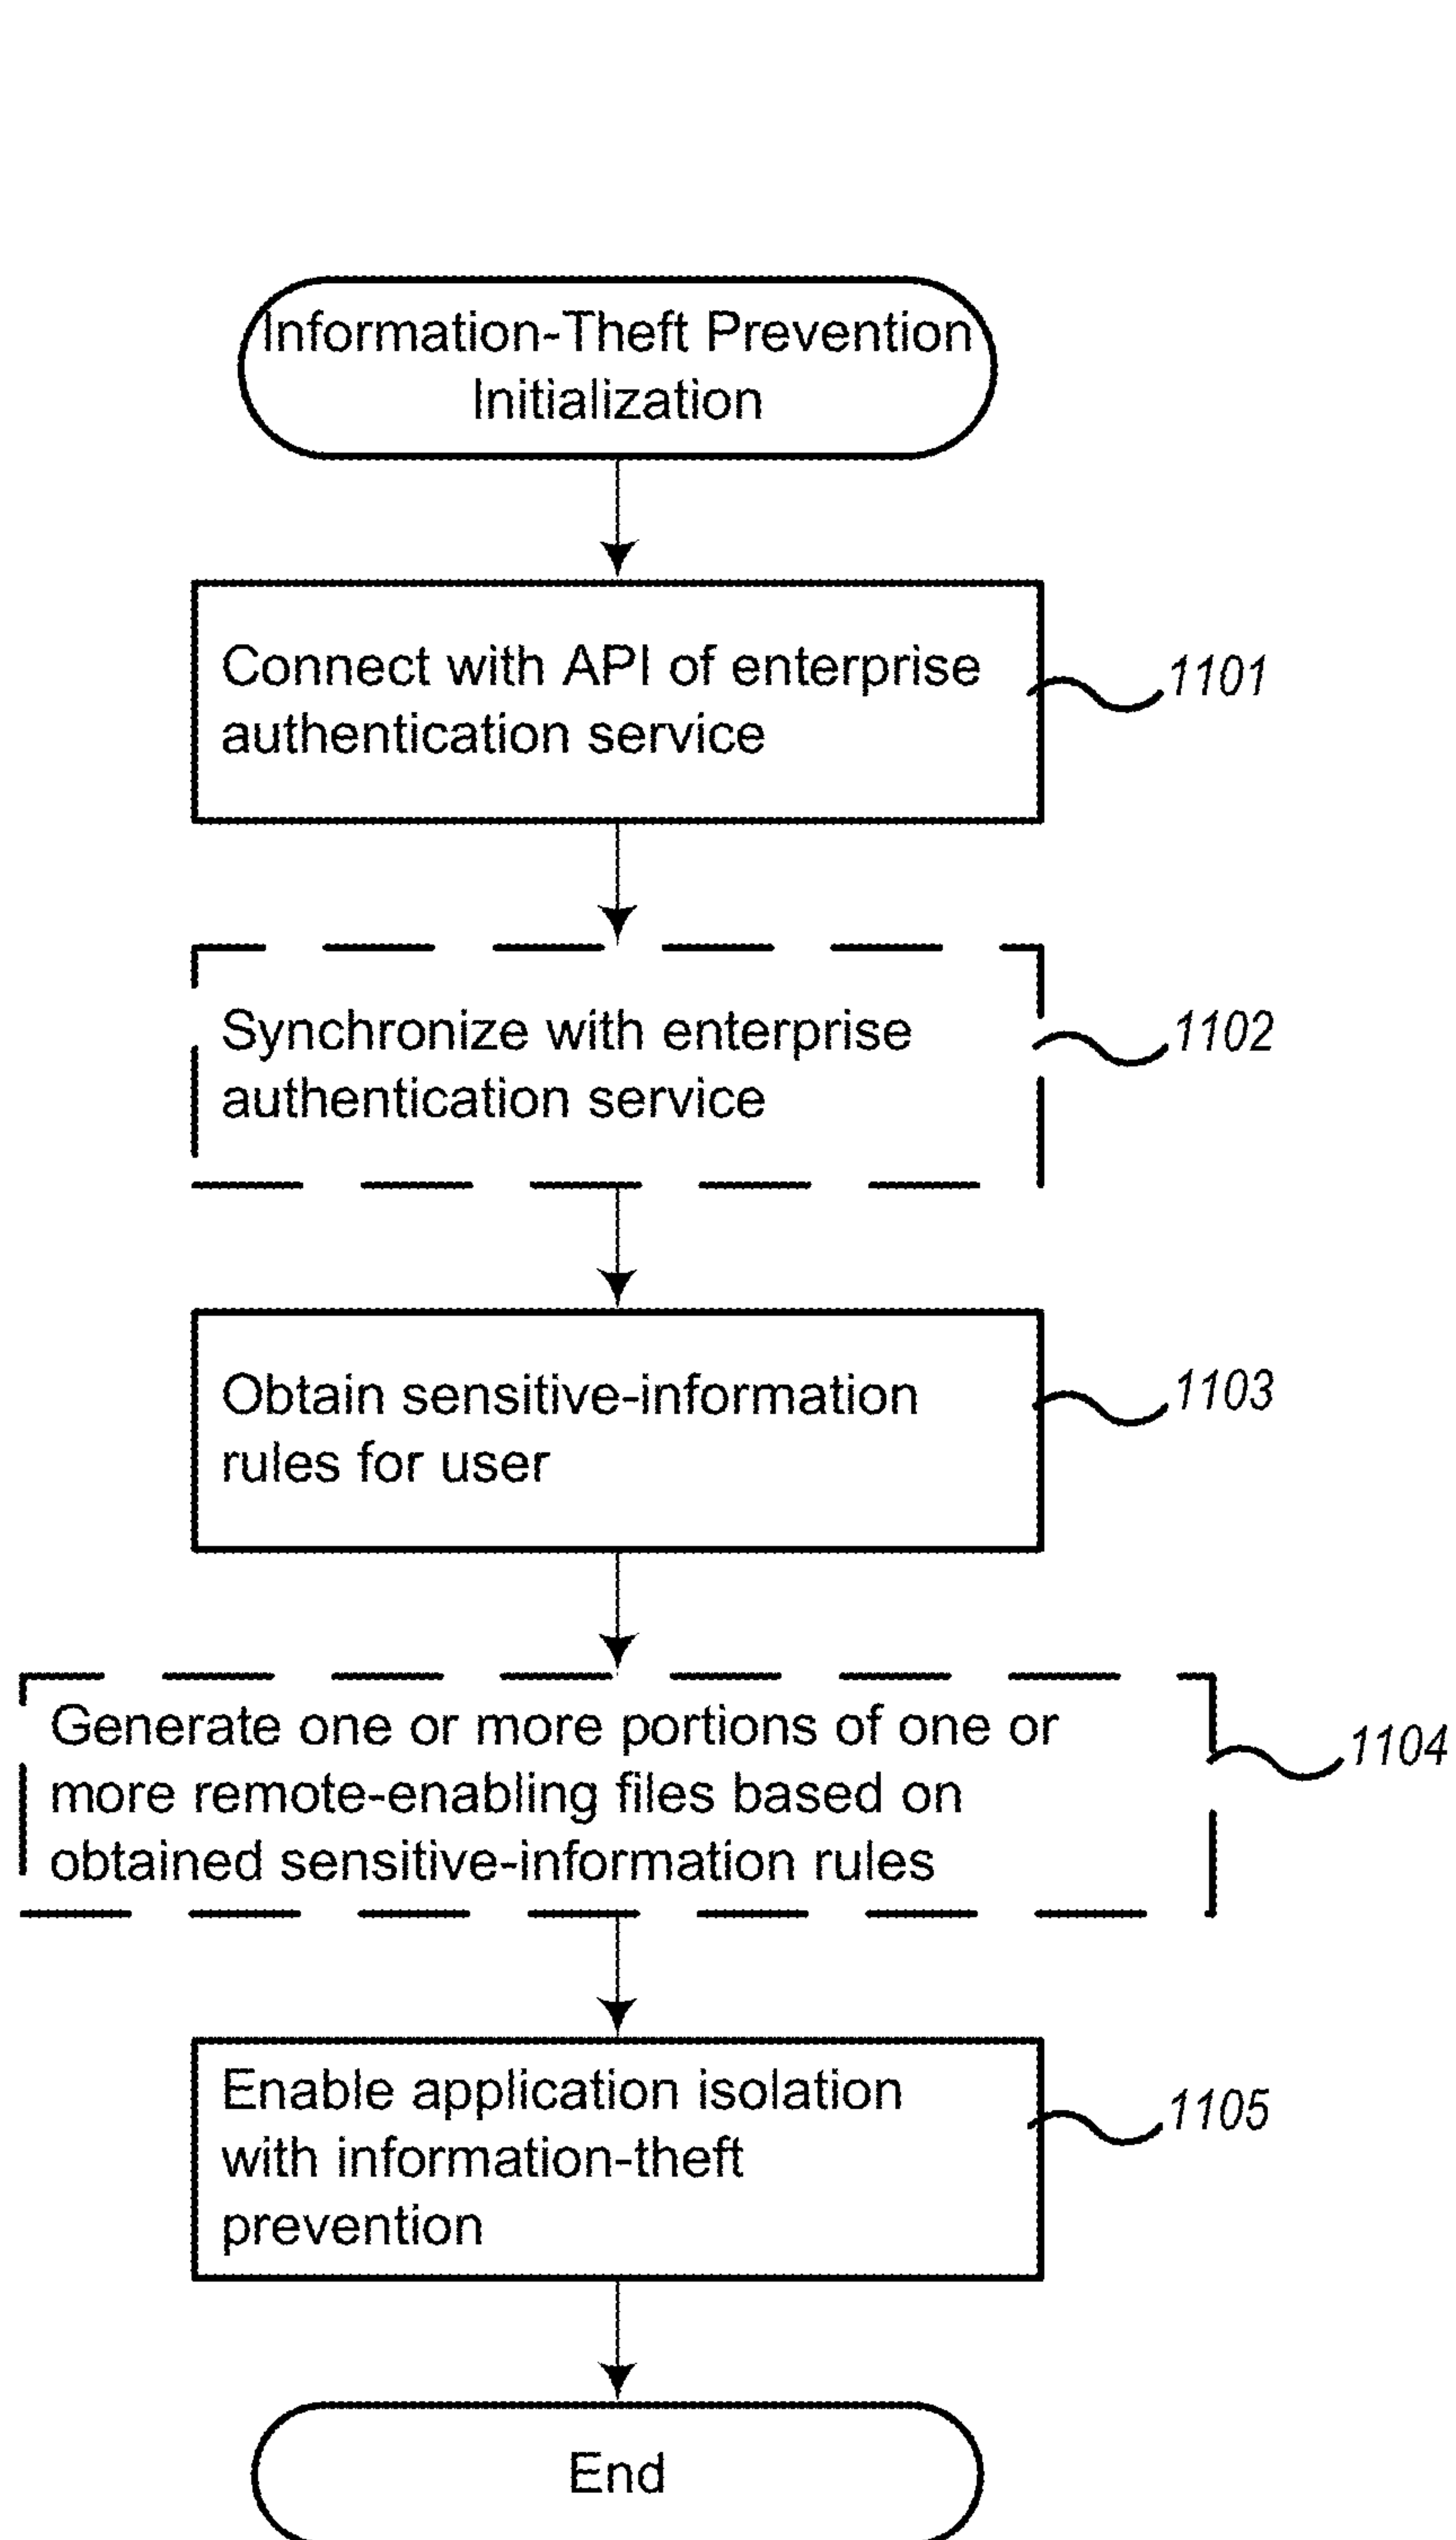 Information-Theft Prevention
Initialization
Connect with API of enterprise
authentication service
1101
Synchronize with enterprise
authentication service
1102
Obtain sensitive-information
rules for user
1103
Generate one or more portions of one or
more remote-enabling files based on
obtained sensitive-information rules
1104
Enable application isolation
with information-theft
prevention
1105
End